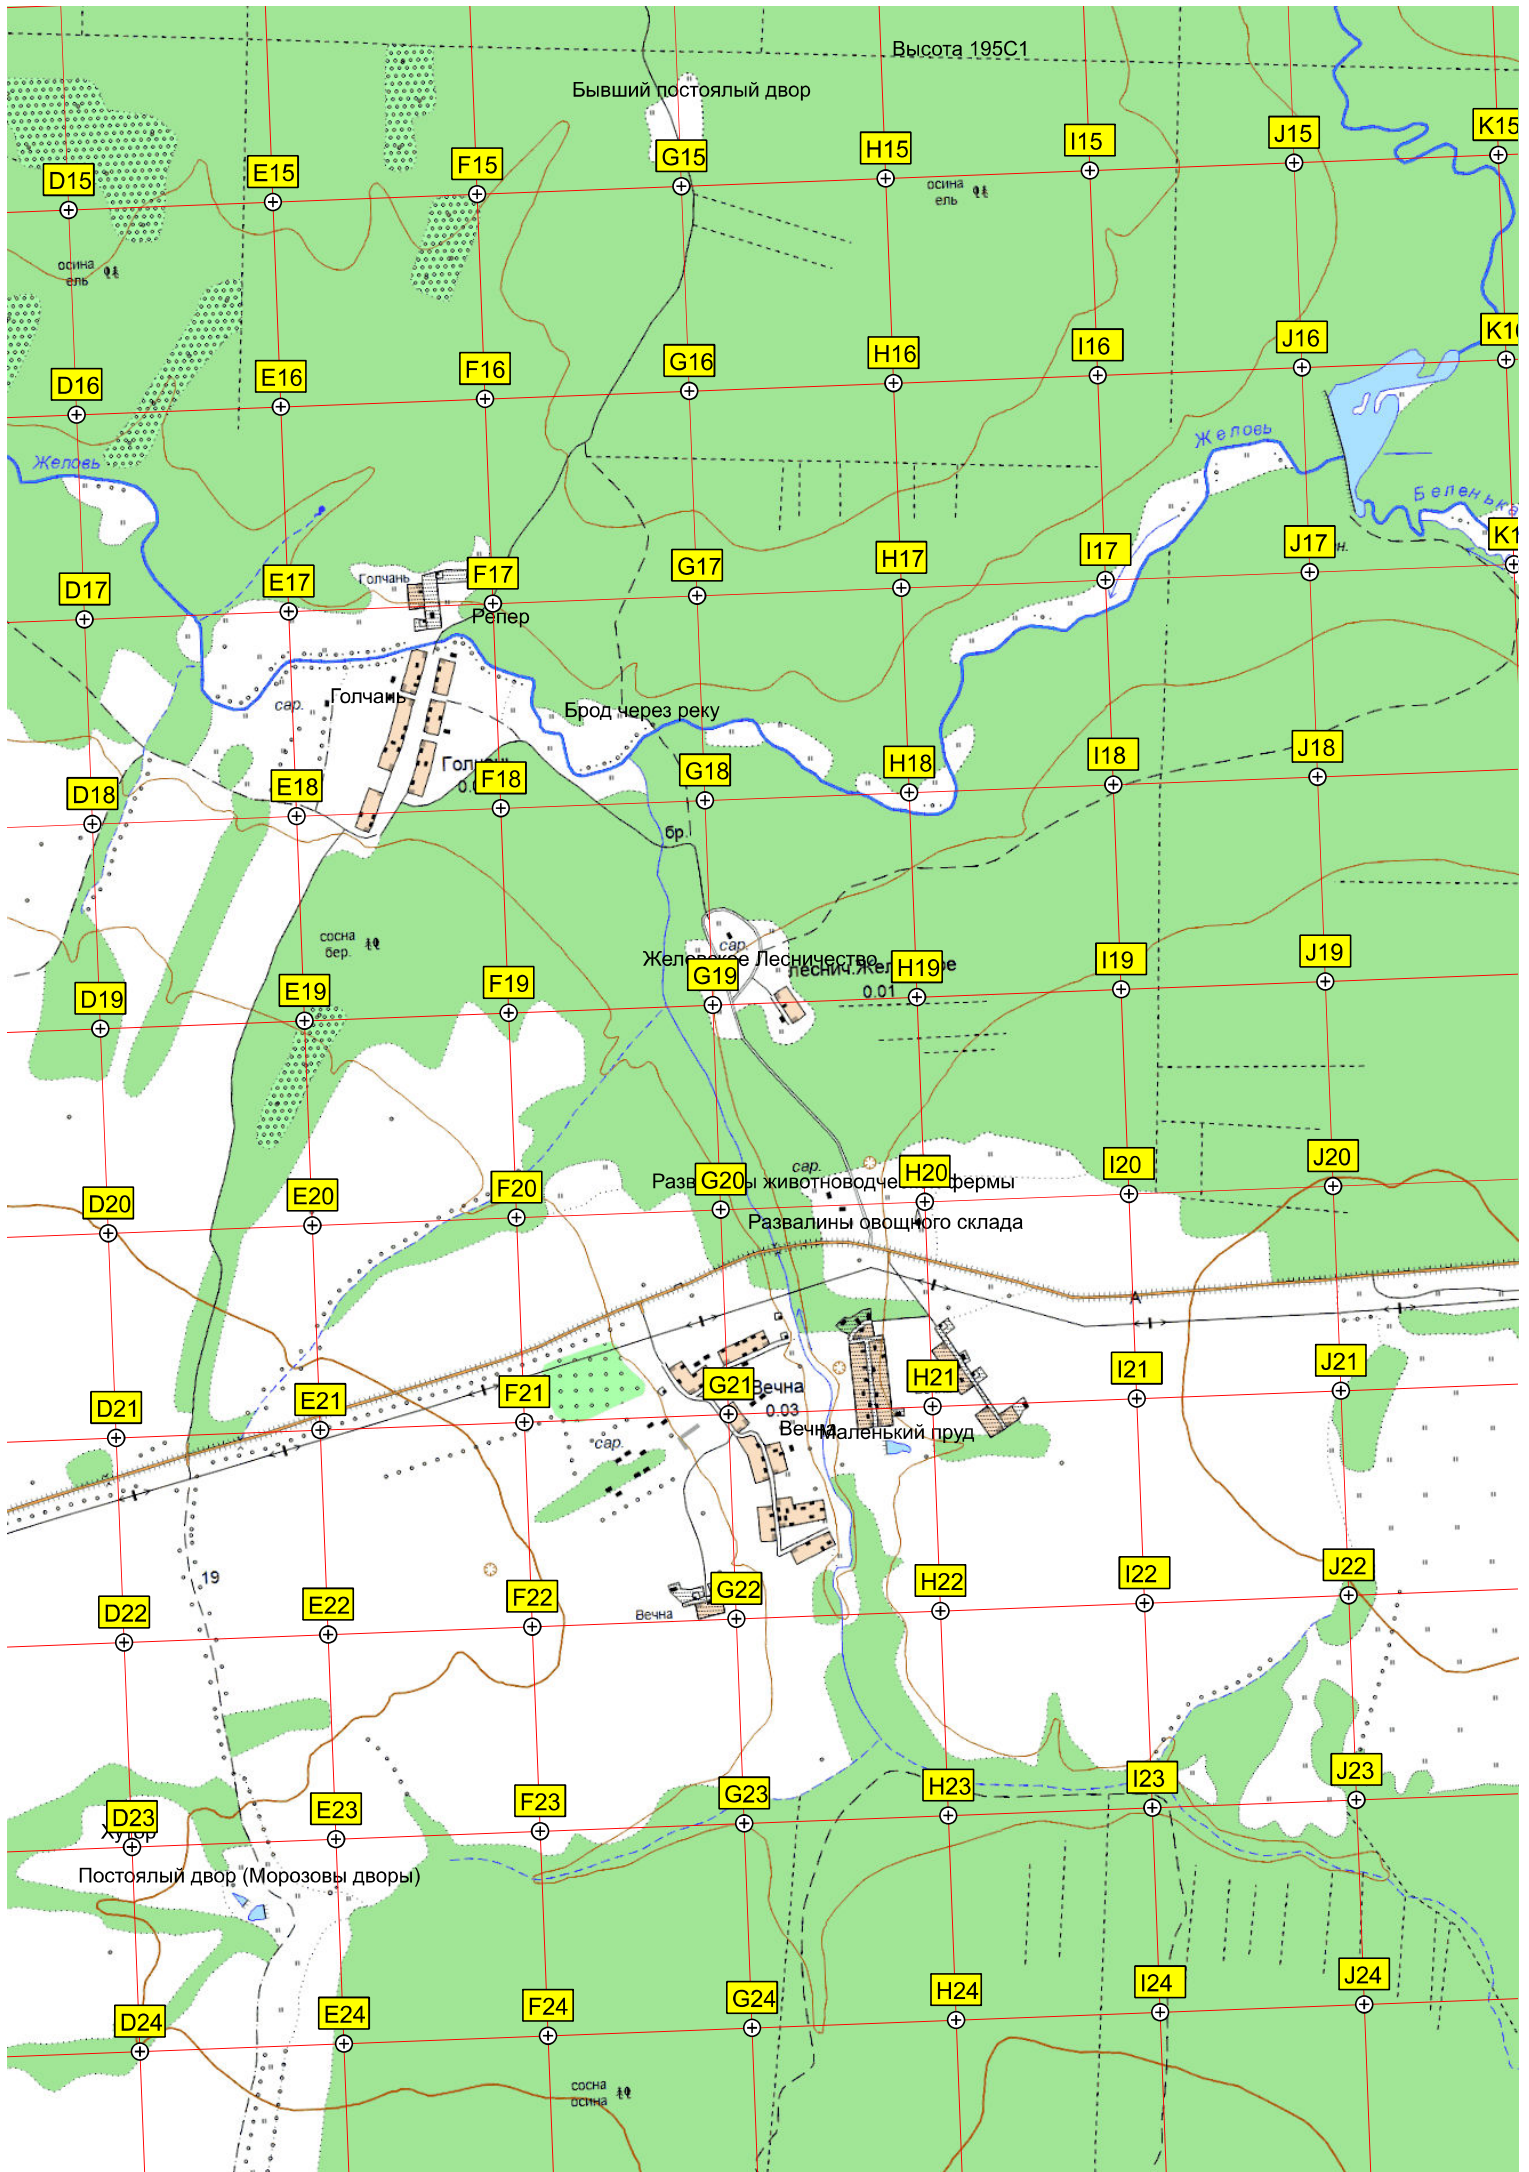 Высота 195С1
Бывший постоялый двор
D15
E15
F15
G15
H15
I15
J15
K15
осина
ель
осина
ель
D16
E16
F16
G16
H16
I16
J16
Желовь
Желовь
D17
E17
Голчань
F17
G17
H17
I17
J17
н.
Репер
сар.
Голчань
Брод через реку
D18
E18
F18
G18
H18
I18
J18
бр.
сосна
бер.
сар.
Желовское Лесничество
0.01
D19
E19
F19
G19
H19
I19
J19
сар.
D20
E20
F20
G20
H20
I20
J20
Развалины овощного склада
А
D21
E21
F21
G21
H21
I21
J21
Вечна
0.03
Вечна
Маленький пруд
сар.
19
D22
E22
F22
G22
H22
I22
J22
Вечна
D23
E23
F23
G23
H23
I23
J23
Хутор
Постоялый двор (Морозовы дворы)
D24
E24
F24
G24
H24
I24
J24
сосна
осина